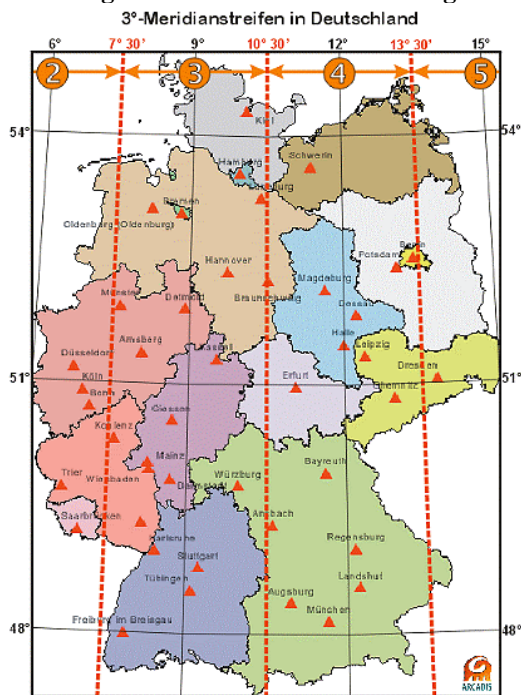 3°-Meridianstreifen in Deutschland
6° 7° 30' 9° 10° 30' 12° 13° 30' 15°
2 3 4 5
54° 54°
Kiel
Schwerin
Hamburg
Lüneburg
Bremen
Oldenburg (Oldenburg)
Berlin
Potsdam
Hannover
Magdeburg
Braunschweig
Münster
Detmold
Dessau
Halle
Arnsberg
Kassel
Leipzig
Düsseldorf
Dresden
51° 51°
Köln
Erfurt
Chemnitz
Bonn
Giessen
Koblenz
Mainz
Bayreuth
Trier
Wiesbaden
Würzburg
Darmstadt
Saarbrücken
Ansbach
Karlsruhe
Regensburg
Stuttgart
Tübingen
Landshut
Augsburg
München
Freiburg im Breisgau
48° 48°
ARCADIS